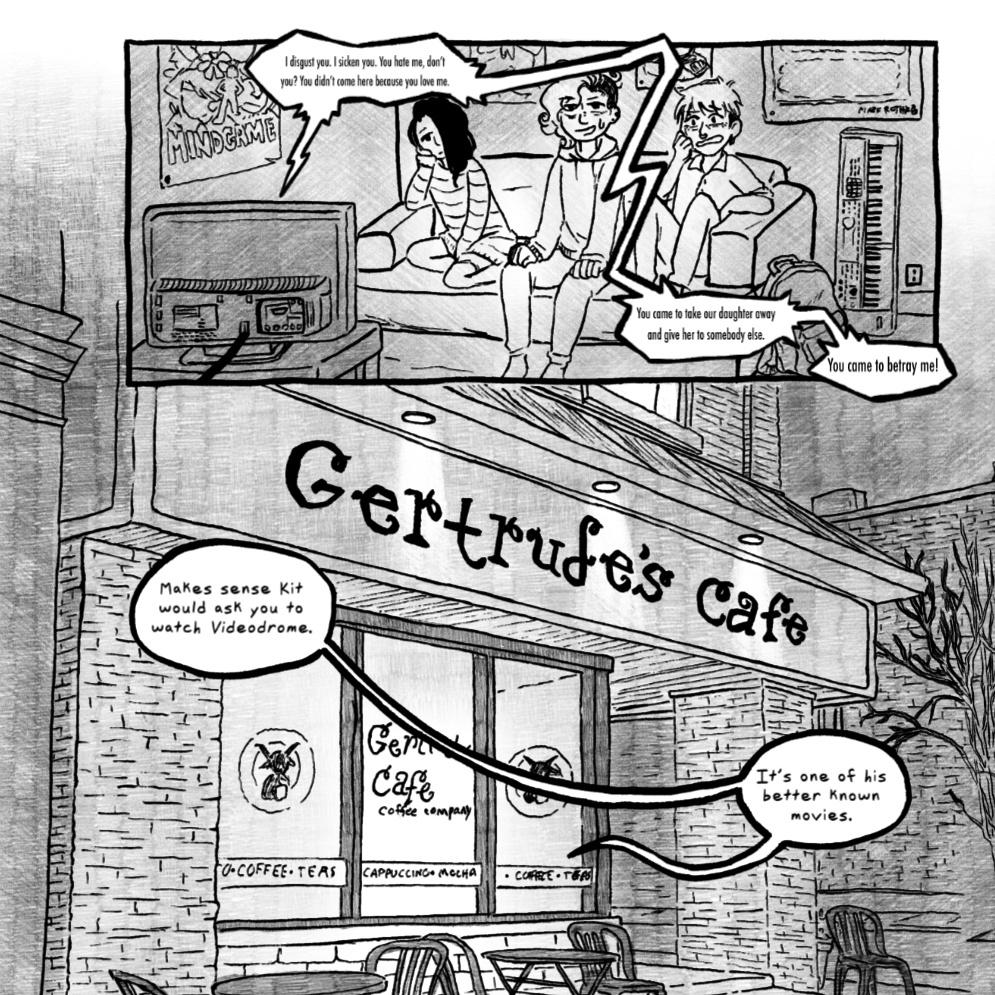 I disgust you. I sicken you. You hate me, don't
you? You didn't come here because you love me.
MINDGAME
You came to take our daughter away
and give her to somebody else.
You came to betray me!
Gertrude's Cafe
Makes sense Kit
would ask you to
watch Videodrome.
Cafe
coffee company
It's one of his
better known
movies.
COFFEE • TEAS
CAPPUCCINO • MOCHA
• COFFEE • TEAS